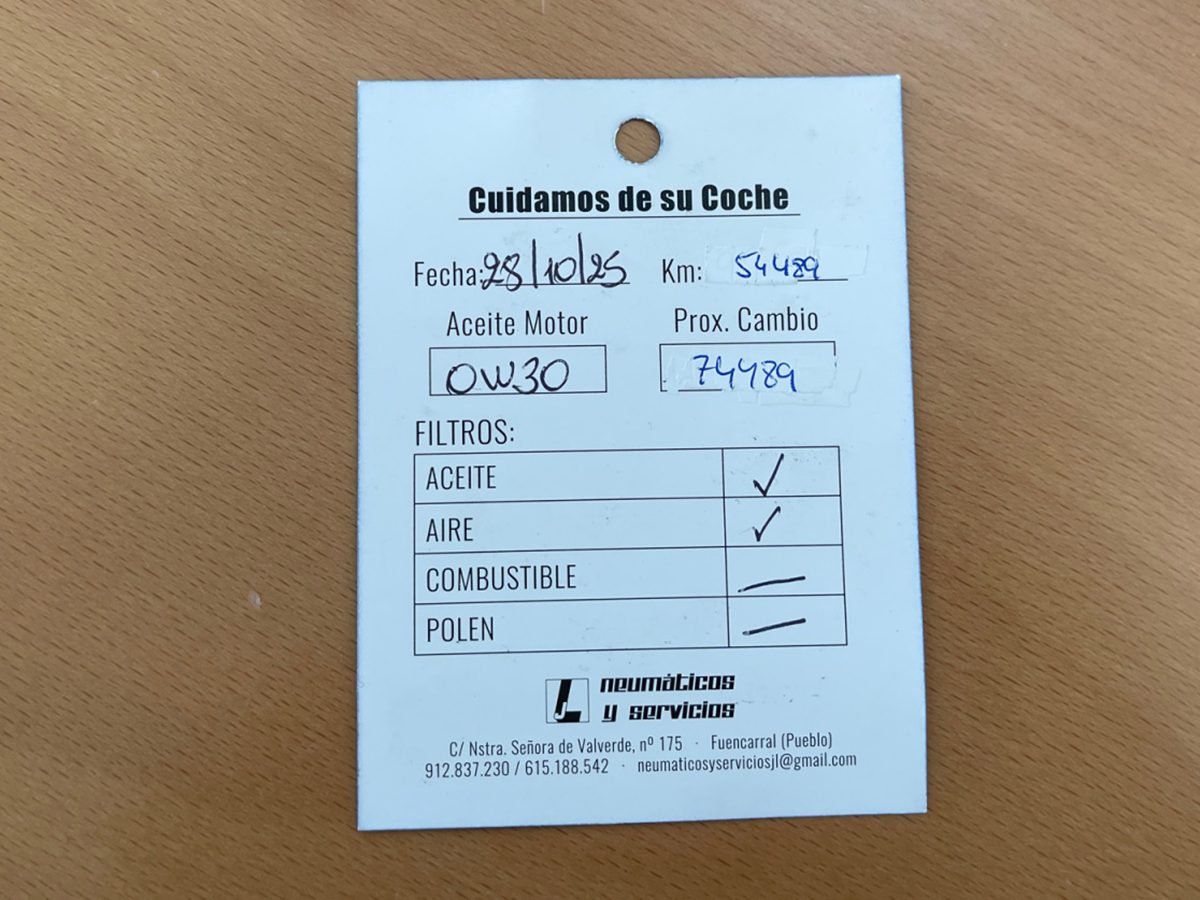 Cuidamos de su Coche
Fecha: 28/10/25 Km: 54489
Aceite Motor Prox. Cambio
0W30 74489
FILTROS:
ACEITE ✓
AIRE ✓
COMBUSTIBLE —
POLEN —
JL neumáticos
y servicios
C/ Nstra. Señora de Valverde, nº 175 · Fuencarral (Pueblo)
912.837.230 / 615.188.542 · neumaticosyserviciosjl@gmail.com